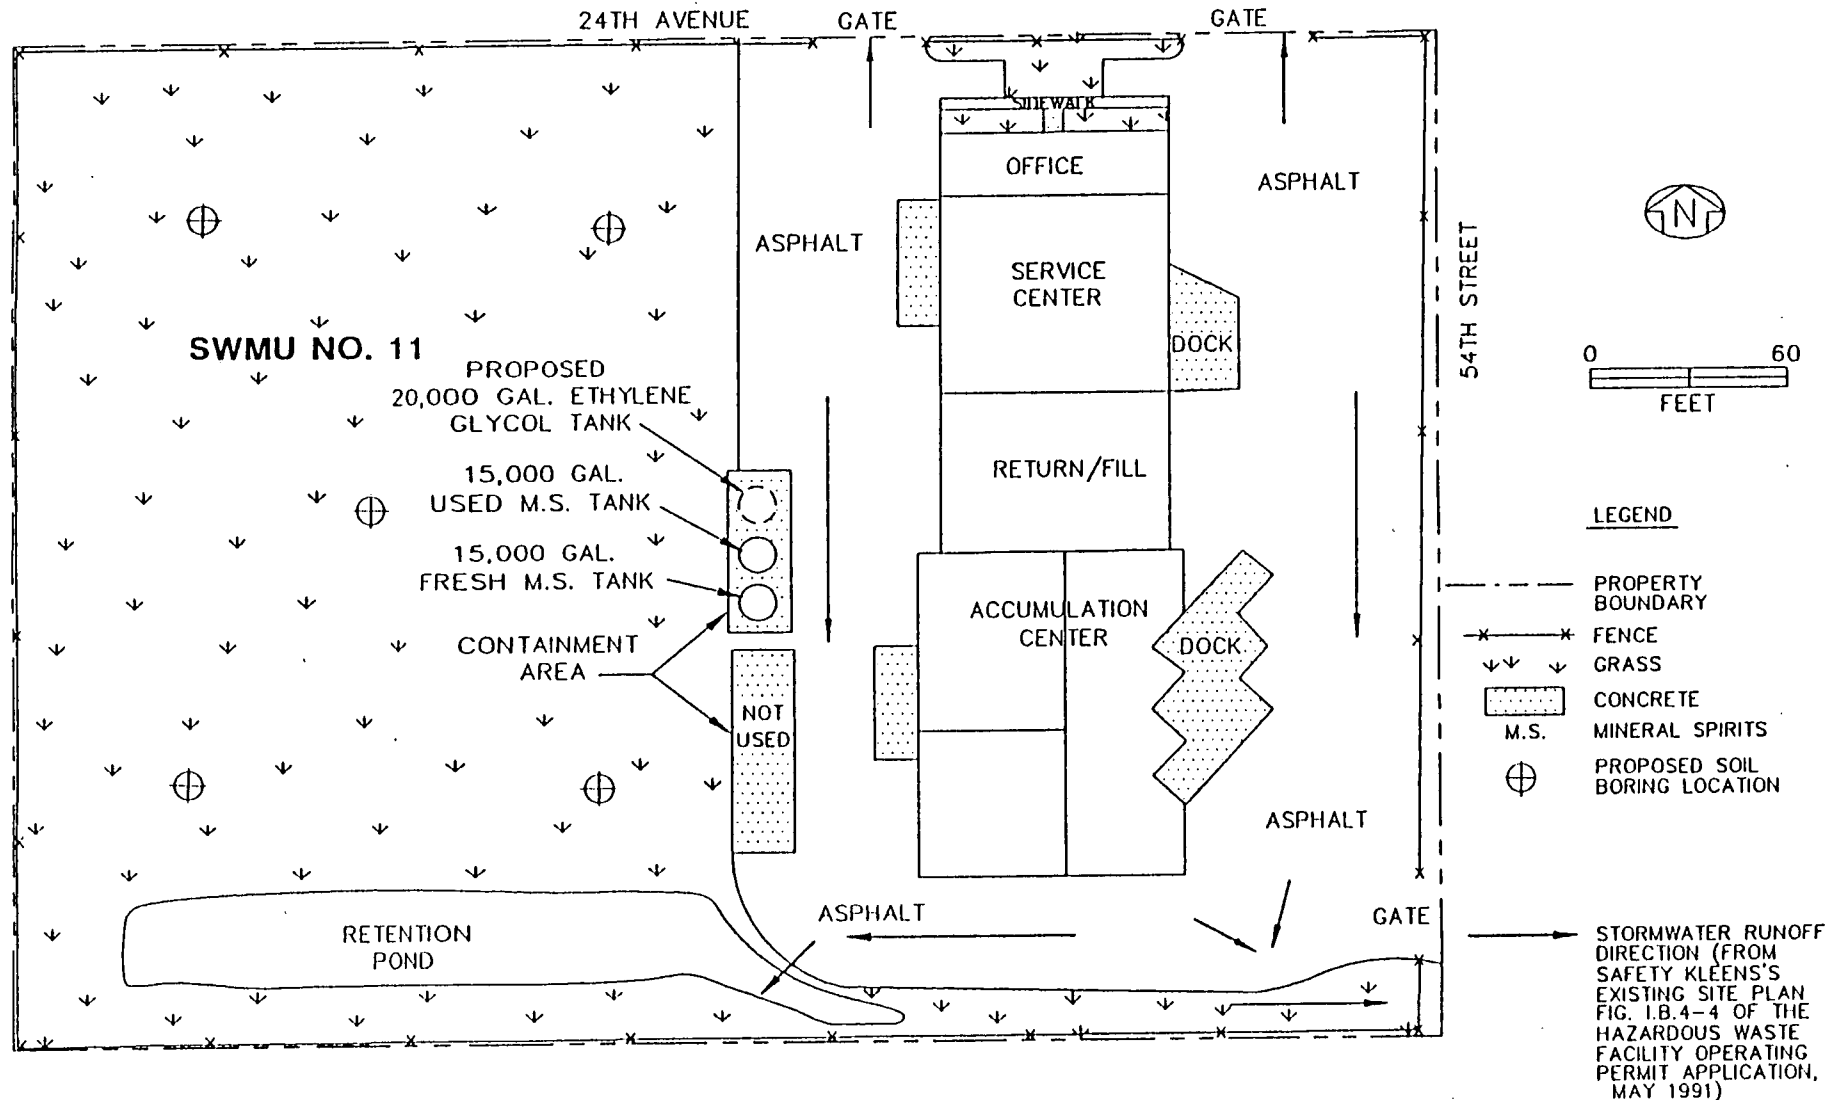 24TH AVENUE
GATE
GATE
SIDEWALK
OFFICE
ASPHALT
N
ASPHALT
SERVICE
CENTER
54TH STREET
DOCK
SWMU NO. 11
0 60
FEET
PROPOSED
20,000 GAL. ETHYLENE
GLYCOL TANK
15,000 GAL.
USED M.S. TANK
RETURN/FILL
15,000 GAL.
FRESH M.S. TANK
ACCUMULATION
CENTER
DOCK
CONTAINMENT
AREA
NOT
USED
ASPHALT
ASPHALT
GATE
RETENTION
POND
LEGEND
PROPERTY
BOUNDARY
FENCE
GRASS
CONCRETE
M.S. MINERAL SPIRITS
PROPOSED SOIL
BORING LOCATION
STORMWATER RUNOFF
DIRECTION (FROM
SAFETY KLEENS'S
EXISTING SITE PLAN
FIG. I.B.4-4 OF THE
HAZARDOUS WASTE
FACILITY OPERATING
PERMIT APPLICATION,
MAY 1991)